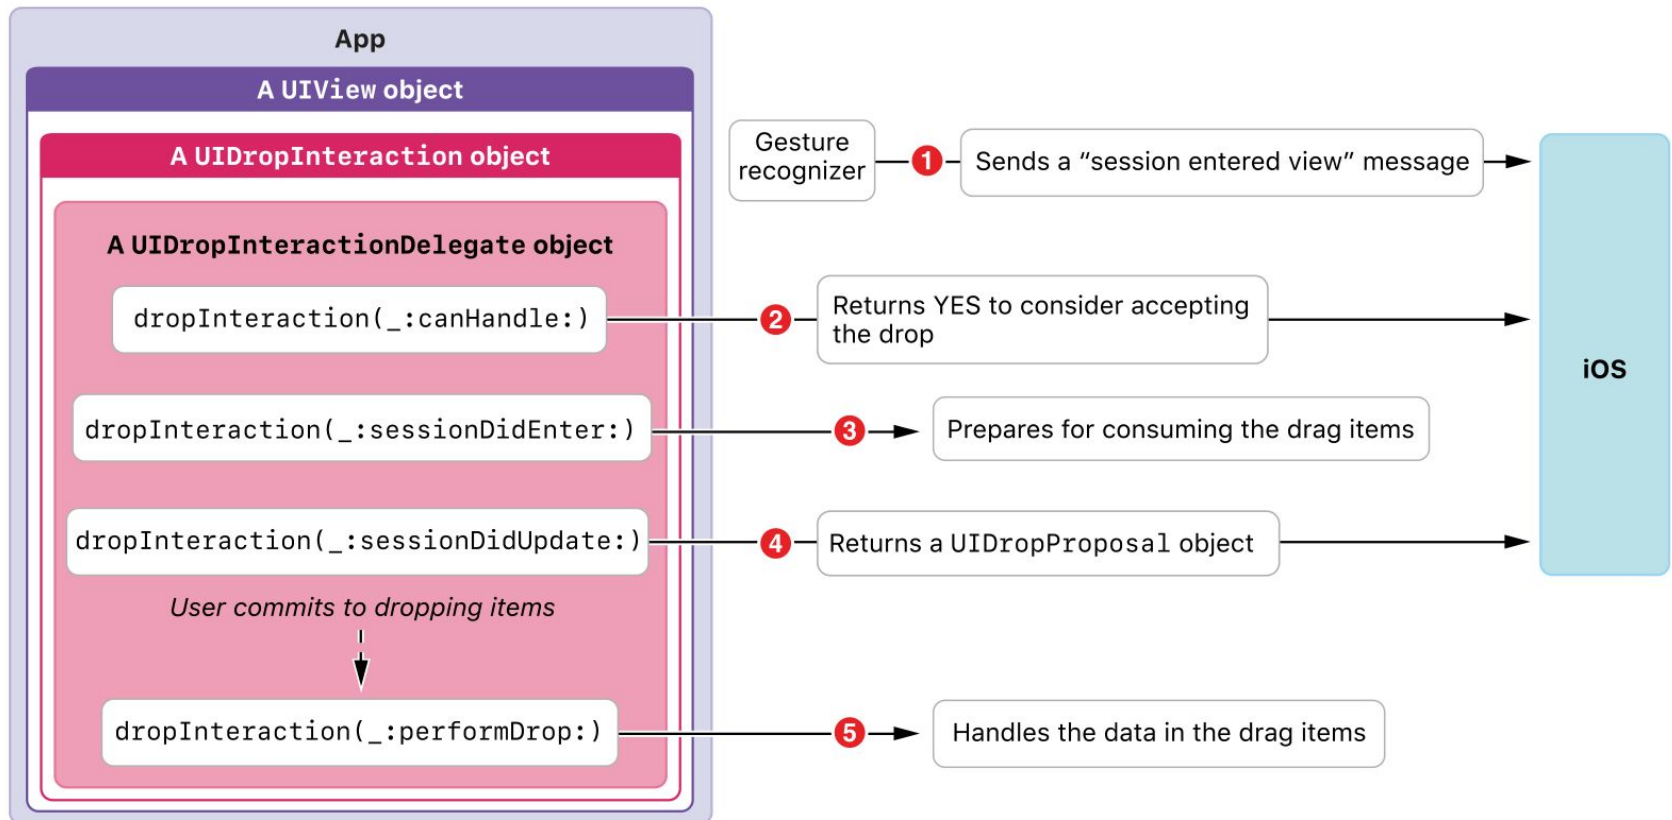 App
A UIView object
A UIDropInteraction object
A UIDropInteractionDelegate object
Gesture
recognizer
1
Sends a “session entered view” message
dropInteraction(_:canHandle:)
2
Returns YES to consider accepting
the drop
iOS
dropInteraction(_:sessionDidEnter:)
3
Prepares for consuming the drag items
dropInteraction(_:sessionDidUpdate:)
4
Returns a UIDropProposal object
User commits to dropping items
dropInteraction(_:performDrop:)
5
Handles the data in the drag items